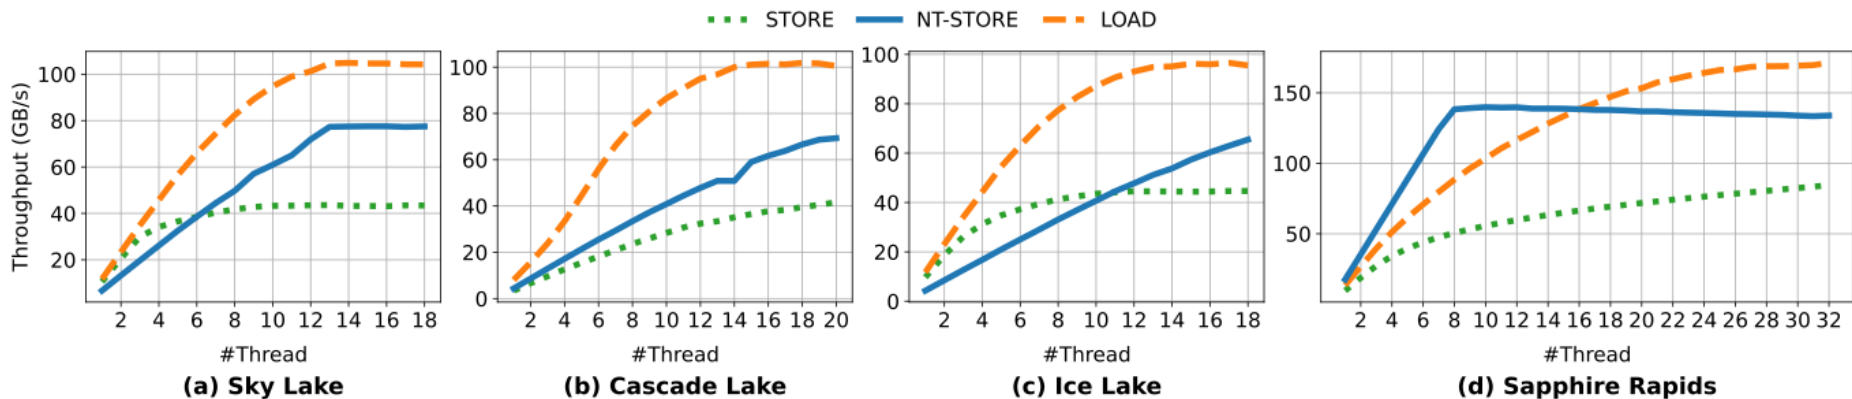 STORE NT-STORE LOAD
Throughput (GB/s)
100
80
60
40
20
2 4 6 8 10 12 14 16 18
#Thread
(a) Sky Lake
100
80
60
40
20
0
2 4 6 8 10 12 14 16 18 20
#Thread
(b) Cascade Lake
100
80
60
40
20
0
2 4 6 8 10 12 14 16 18
#Thread
(c) Ice Lake
150
100
50
2 4 6 8 10 12 14 16 18 20 22 24 26 28 30 32
#Thread
(d) Sapphire Rapids